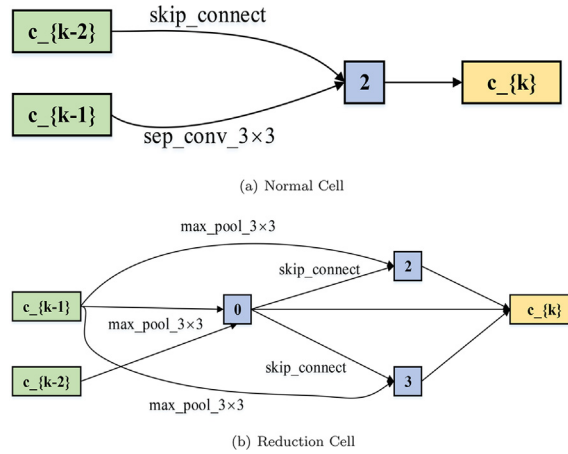 skip_connect
c_{k-2}
2
c_{k}
c_{k-1}
sep_conv_3×3
(a) Normal Cell
max_pool_3×3
2
skip_connect
c_{k-1}
0
c_{k}
max_pool_3×3
skip_connect
c_{k-2}
3
max_pool_3×3
(b) Reduction Cell